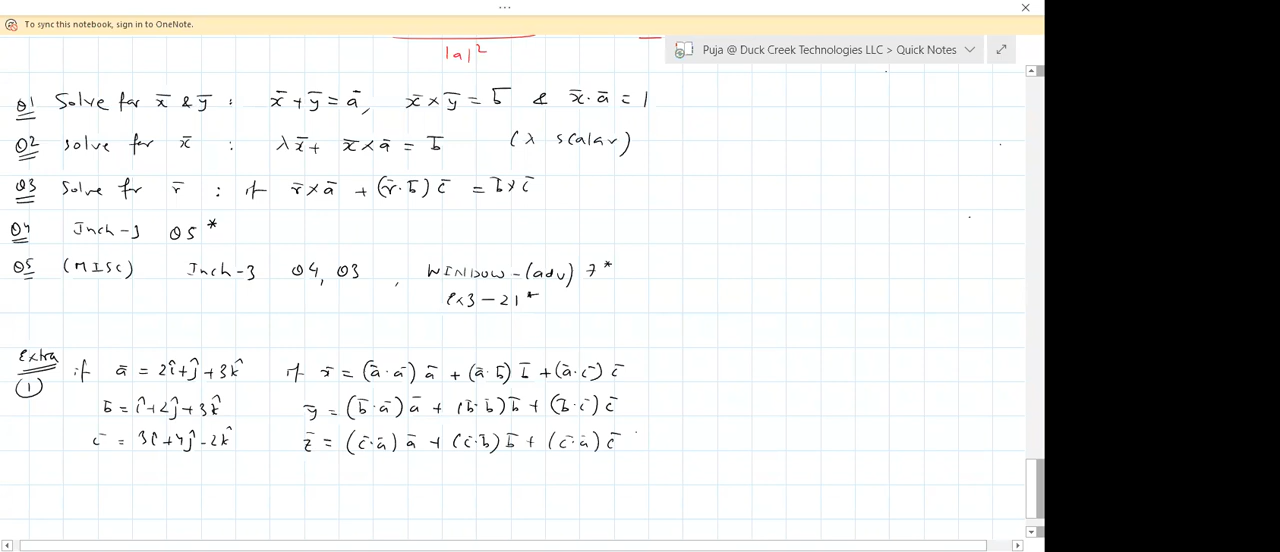 ...
To sync this notebook, sign in to OneNote.
|a|²
Puja @ Duck Creek Technologies LLC > Quick Notes
Q1 Solve for x̄ & ȳ : x̄ + ȳ = ā, x̄ × ȳ = b̄ & x̄·ā = 1
Q2 solve for x̄ : λx̄ + x̄ × ā = b̄ (λ scalar)
Q3 Solve for r̄ : if r̄ × ā + (r̄·b̄) c̄ = b̄ × c̄
Q4 Inch-3 Q5*
Q5 (MISC) Inch-3 Q4, Q3, WINDOW-(adv) 7*
Ex3-21*
Extra
① if ā = 2î + ĵ + 3k̂ if x̄ = (ā·ā) ā + (ā·b̄) b̄ + (ā·c̄) c̄
b̄ = î + 2ĵ + 3k̂ ȳ = (b̄·ā) ā + (b̄·b̄) b̄ + (b̄·c̄) c̄
c̄ = 3î + 4ĵ - 2k̂ z̄ = (c̄·ā) ā + (c̄·b̄) b̄ + (c̄·ā) c̄